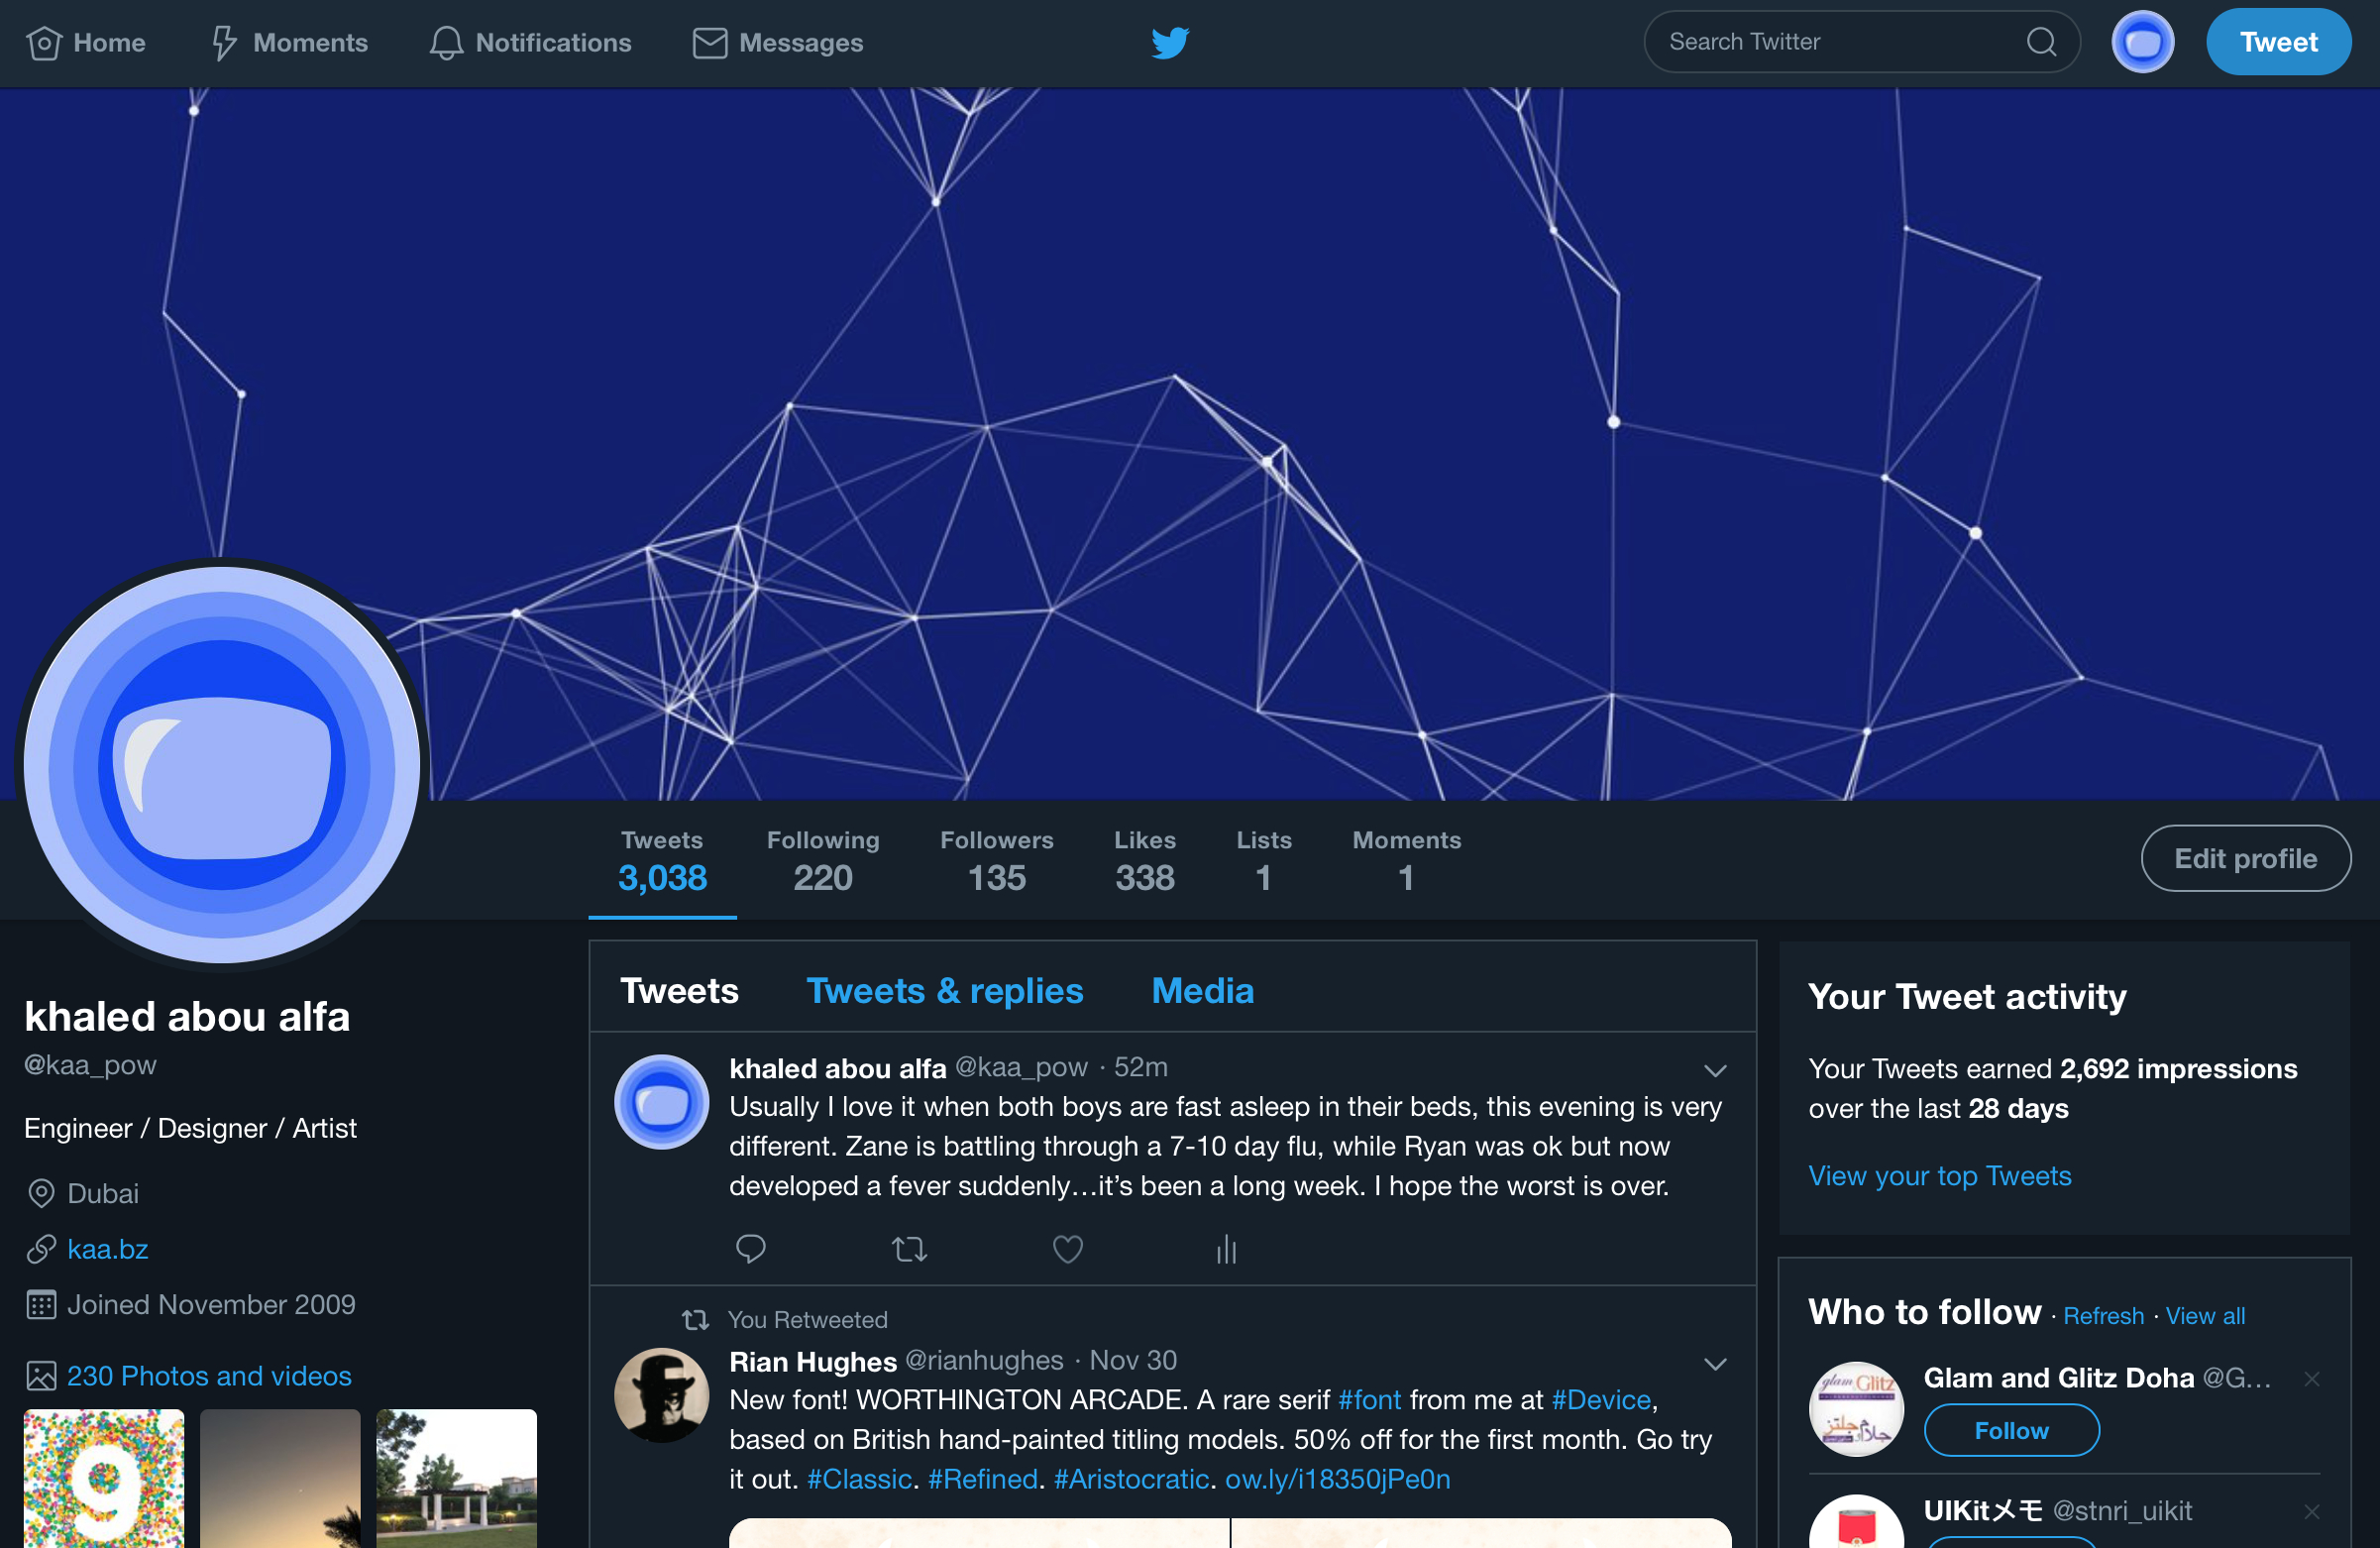 Home
Moments
Notifications
Messages
Search Twitter
Tweet
Tweets
3,038
Following
220
Followers
135
Likes
338
Lists
1
Moments
1
Edit profile
khaled abou alfa
@kaa_pow
Engineer / Designer / Artist
Dubai
kaa.bz
Joined November 2009
230 Photos and videos
9
Tweets
Tweets & replies
Media
khaled abou alfa @kaa_pow · 52m
Usually I love it when both boys are fast asleep in their beds, this evening is very
different. Zane is battling through a 7-10 day flu, while Ryan was ok but now
developed a fever suddenly…it’s been a long week. I hope the worst is over.
You Retweeted
Rian Hughes @rianhughes · Nov 30
New font! WORTHINGTON ARCADE. A rare serif #font from me at #Device,
based on British hand-painted titling models. 50% off for the first month. Go try
it out. #Classic. #Refined. #Aristocratic. ow.ly/i18350jPe0n
Your Tweet activity
Your Tweets earned 2,692 impressions
over the last 28 days
View your top Tweets
Who to follow · Refresh · View all
glam Glitz
Glam and Glitz Doha @G…
Follow
UIKitメモ @stnri_uikit